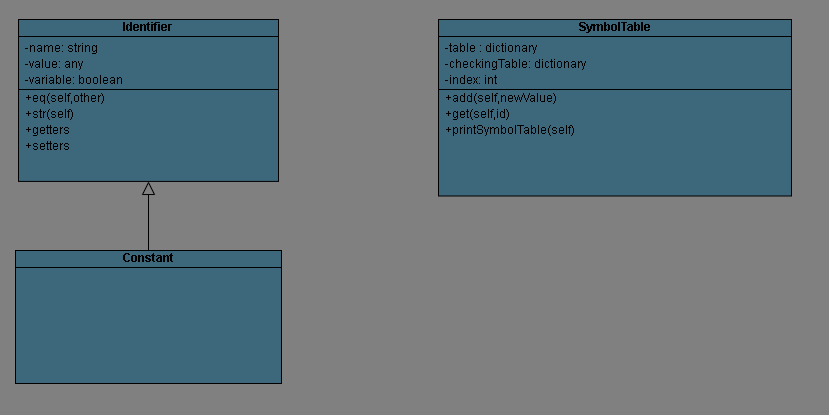 Identifier
-name: string
-value: any
-variable: boolean
+eq(self,other)
+str(self)
+getters
+setters
Constant
SymbolTable
-table : dictionary
-checkingTable: dictionary
-index: int
+add(self,newValue)
+get(self,id)
+printSymbolTable(self)